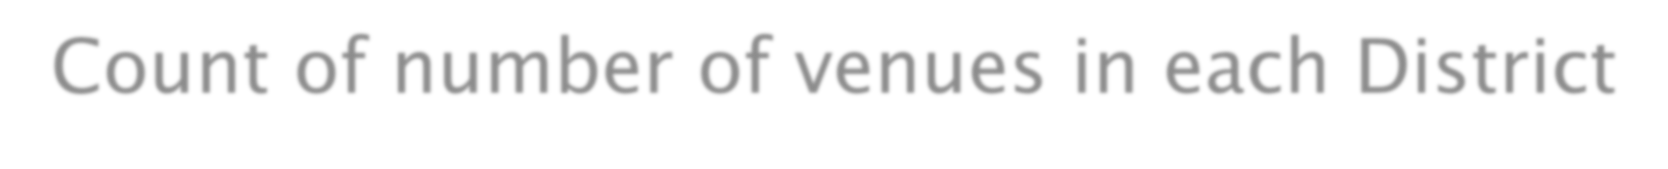 Count of number of venues in each District